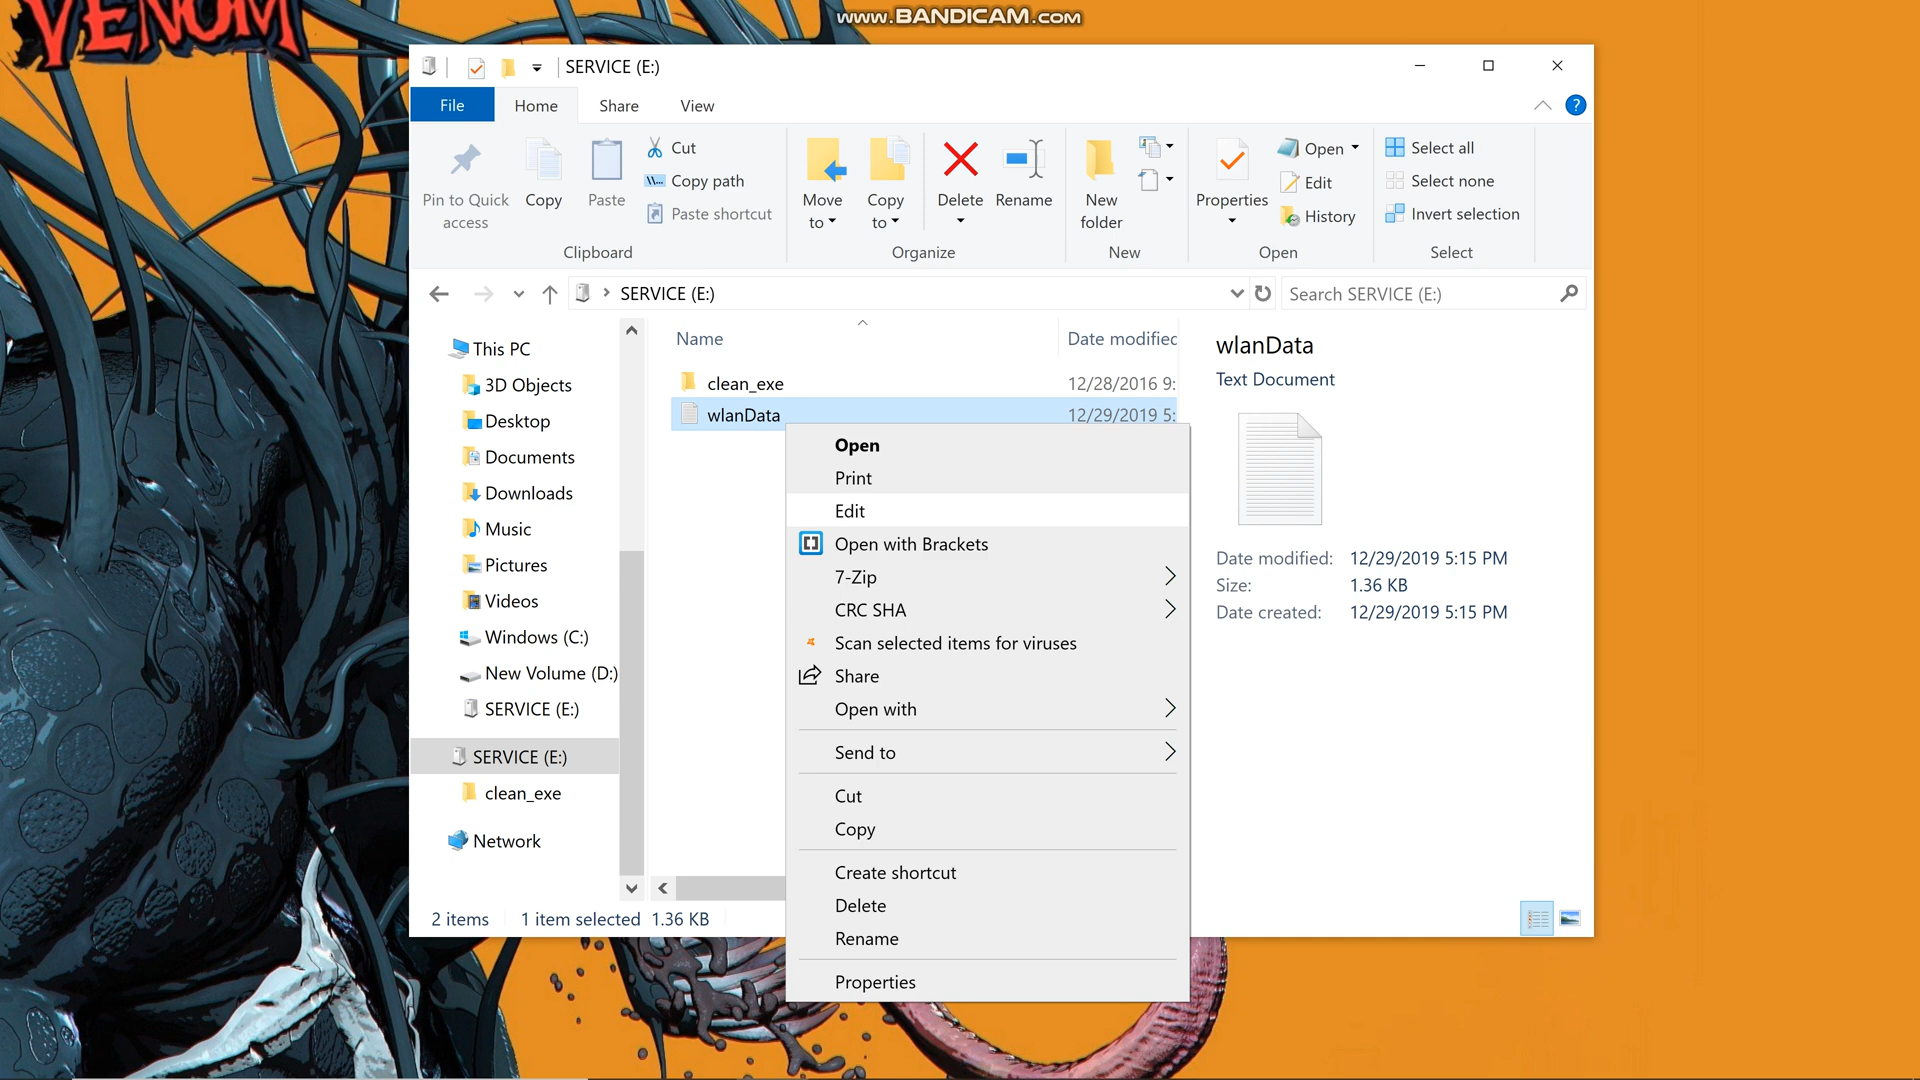 VENOM
www.BANDICAM.com
SERVICE (E:)
File Home Share View
Pin to Quick access
Copy
Paste
Cut
Copy path
Paste shortcut
Clipboard
Move to
Copy to
Delete
Rename
Organize
New folder
New
Properties
Open
Edit
History
Open
Select all
Select none
Invert selection
Select
SERVICE (E:)
Search SERVICE (E:)
This PC
3D Objects
Desktop
Documents
Downloads
Music
Pictures
Videos
Windows (C:)
New Volume (D:)
SERVICE (E:)
SERVICE (E:)
clean_exe
Network
Name Date modified
clean_exe 12/28/2016 9:
wlanData 12/29/2019 5:
Open
Print
Edit
Open with Brackets
7-Zip
CRC SHA
Scan selected items for viruses
Share
Open with
Send to
Cut
Copy
Create shortcut
Delete
Rename
Properties
wlanData
Text Document
Date modified: 12/29/2019 5:15 PM
Size: 1.36 KB
Date created: 12/29/2019 5:15 PM
2 items 1 item selected 1.36 KB